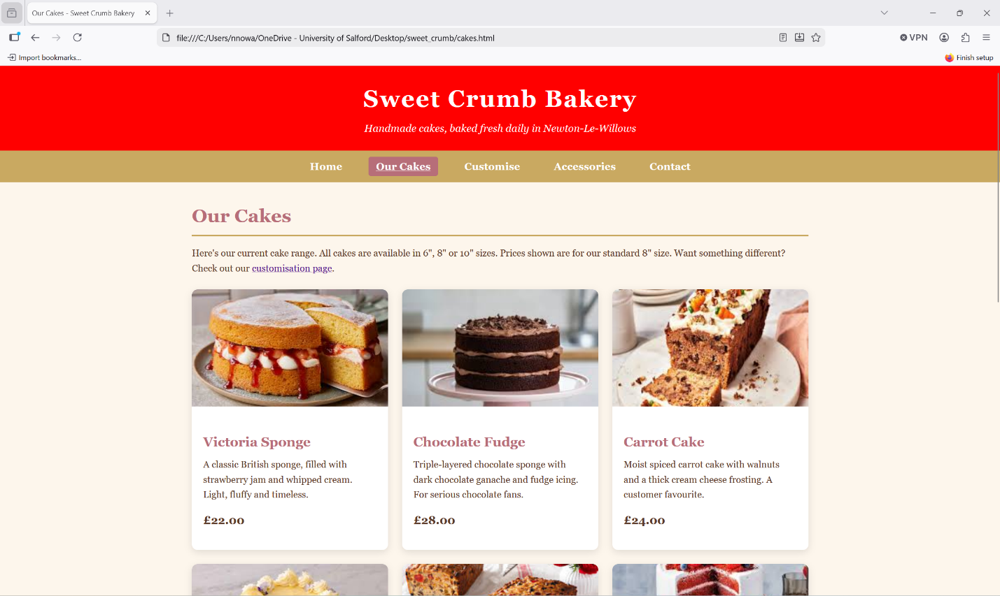 Our Cakes - Sweet Crumb Bakery
file:///C:/Users/nnowa/OneDrive - University of Salford/Desktop/sweet_crumb/cakes.html
VPN
Import bookmarks...
Finish setup
Sweet Crumb Bakery
Handmade cakes, baked fresh daily in Newton-Le-Willows
Home Our Cakes Customise Accessories Contact
Our Cakes
Here's our current cake range. All cakes are available in 6", 8" or 10" sizes. Prices shown are for our standard 8" size. Want something different?
Check out our customisation page.
Victoria Sponge
A classic British sponge, filled with
strawberry jam and whipped cream.
Light, fluffy and timeless.
£22.00
Chocolate Fudge
Triple-layered chocolate sponge with
dark chocolate ganache and fudge icing.
For serious chocolate fans.
£28.00
Carrot Cake
Moist spiced carrot cake with walnuts
and a thick cream cheese frosting. A
customer favourite.
£24.00